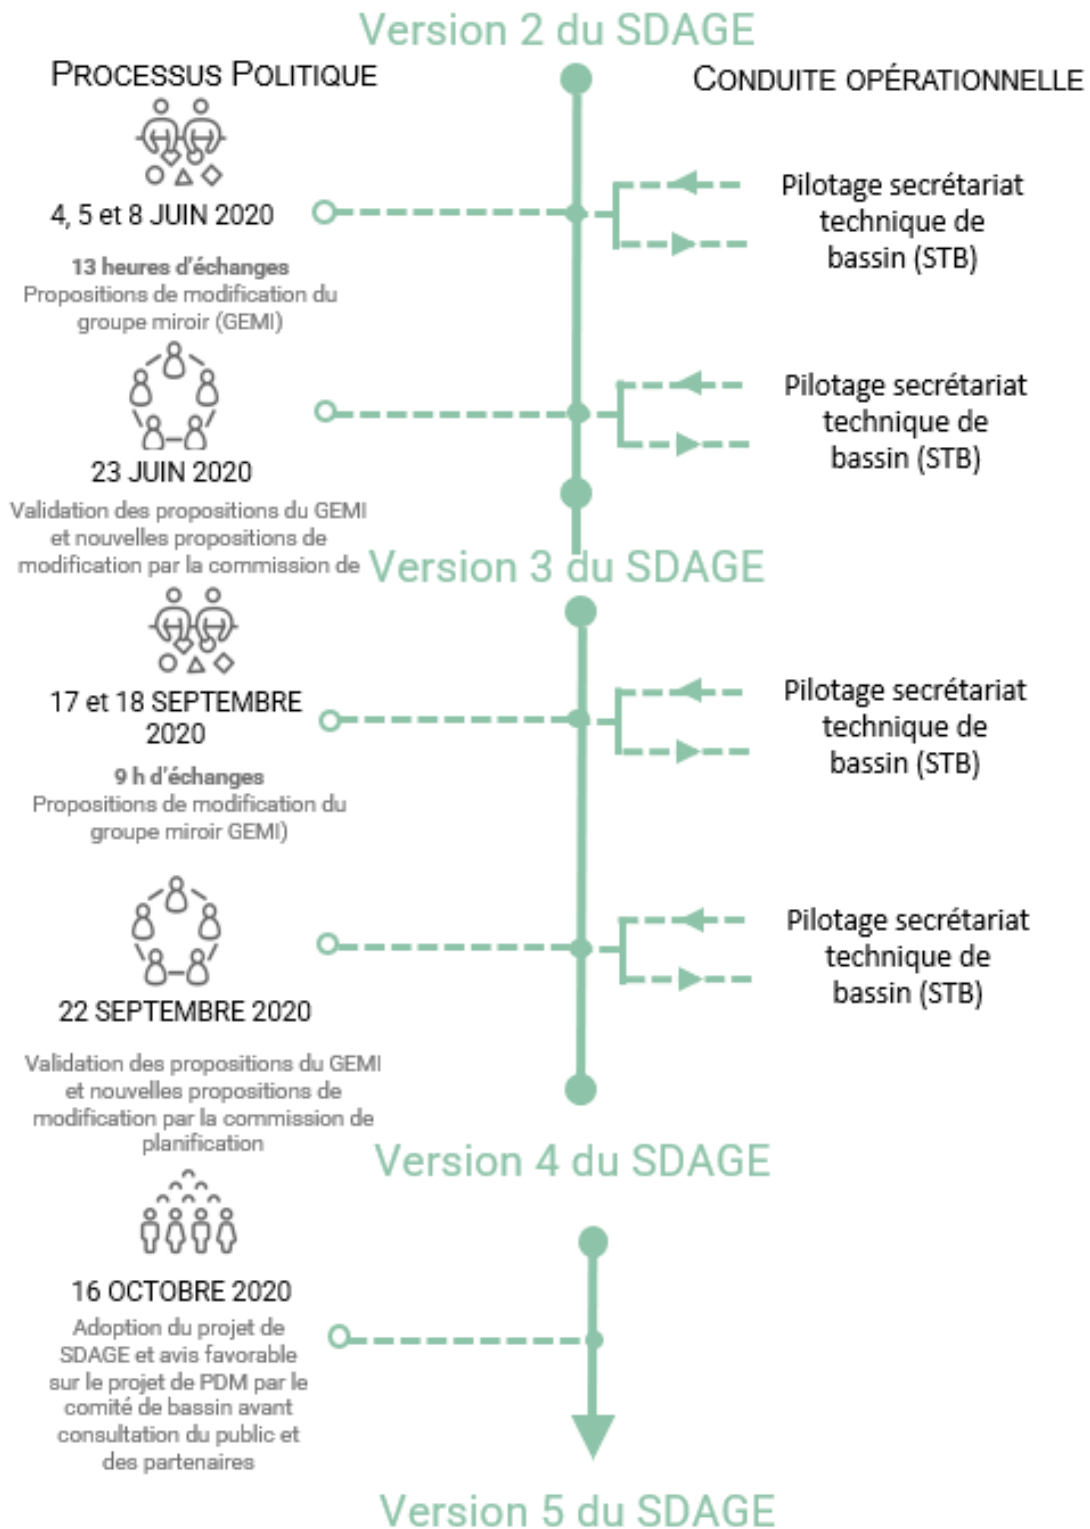 Version 2 du SDAGE
PROCESSUS POLITIQUE
CONDUITE OPÉRATIONNELLE
4, 5 et 8 JUIN 2020
13 heures d'échanges
Propositions de modification du
groupe miroir (GEMI)
Pilotage secrétariat
technique de
bassin (STB)
23 JUIN 2020
Validation des propositions du GEMI
et nouvelles propositions de
modification par la commission de
Pilotage secrétariat
technique de
bassin (STB)
Version 3 du SDAGE
17 et 18 SEPTEMBRE
2020
9 h d'échanges
Propositions de modification du
groupe miroir GEMI)
Pilotage secrétariat
technique de
bassin (STB)
22 SEPTEMBRE 2020
Validation des propositions du GEMI
et nouvelles propositions de
modification par la commission de
planification
Pilotage secrétariat
technique de
bassin (STB)
Version 4 du SDAGE
16 OCTOBRE 2020
Adoption du projet de
SDAGE et avis favorable
sur le projet de PDM par le
comité de bassin avant
consultation du public et
des partenaires
Version 5 du SDAGE